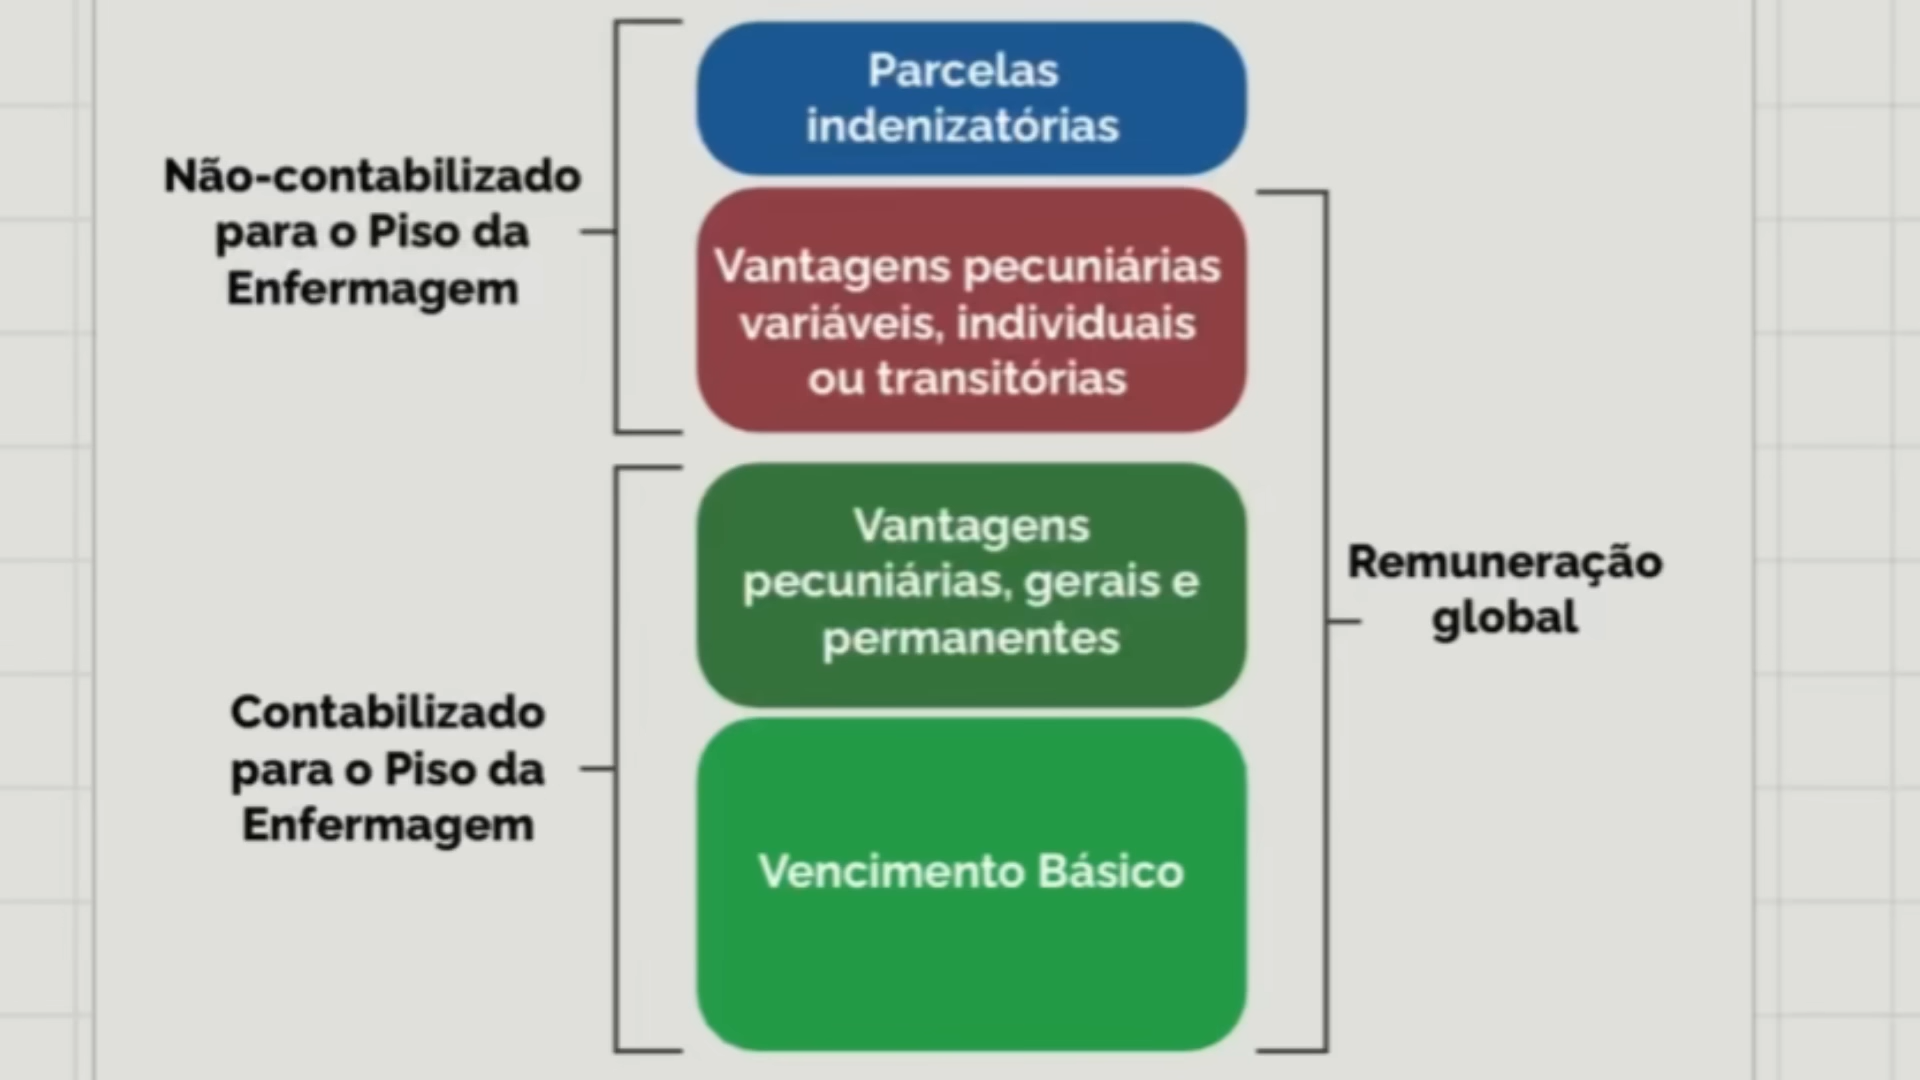 Parcelas
indenizatórias
Não-contabilizado
para o Piso da
Enfermagem
Vantagens pecuniárias
variáveis, individuais
ou transitórias
Vantagens
pecuniárias, gerais e
permanentes
Remuneração
global
Contabilizado
para o Piso da
Enfermagem
Vencimento Básico